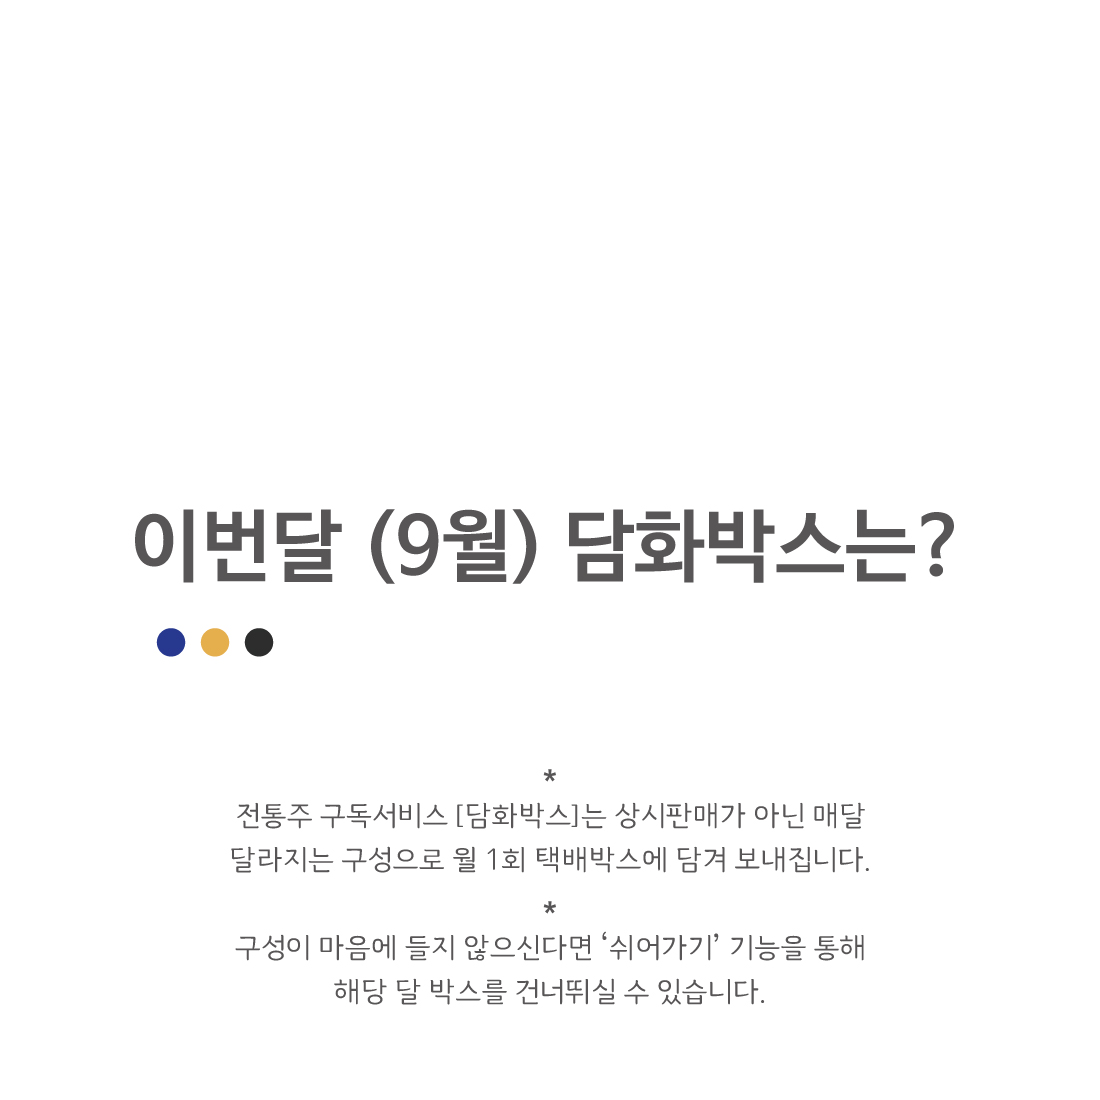 이번달 (9월) 담화박스는?
*
전통주 구독서비스 [담화박스]는 상시판매가 아닌 매달
달라지는 구성으로 월 1회 택배박스에 담겨 보내집니다.
*
구성이 마음에 들지 않으신다면 ‘쉬어가기’ 기능을 통해
해당 달 박스를 건너뛰실 수 있습니다.